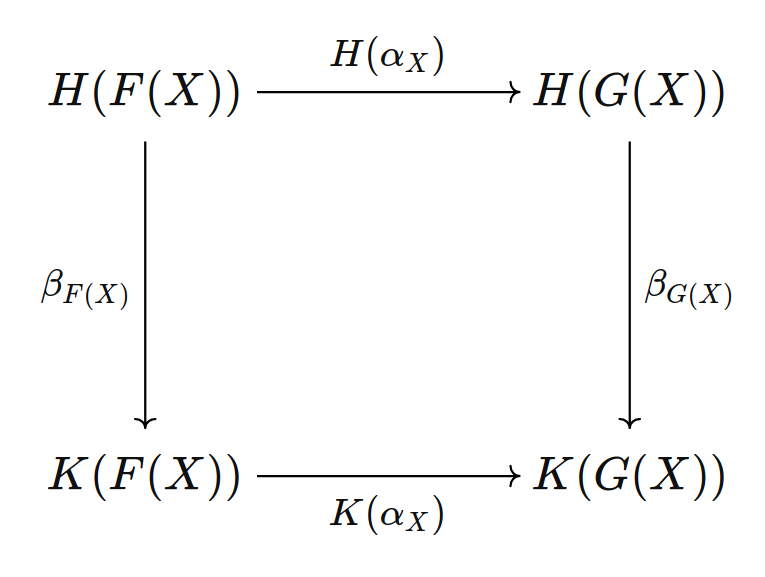 H(α_X)
H(F(X)) H(G(X))
β_{F(X)} β_{G(X)}
K(F(X)) K(G(X))
K(α_X)